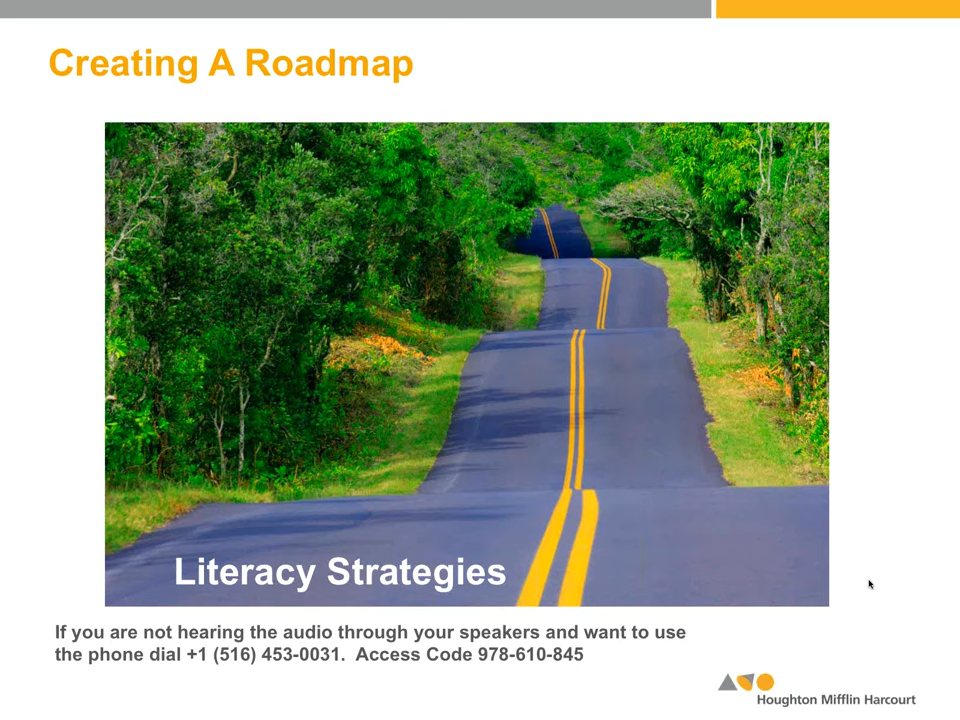 Creating A Roadmap
Literacy Strategies
If you are not hearing the audio through your speakers and want to use
the phone dial +1 (516) 453-0031.  Access Code 978-610-845
Houghton Mifflin Harcourt